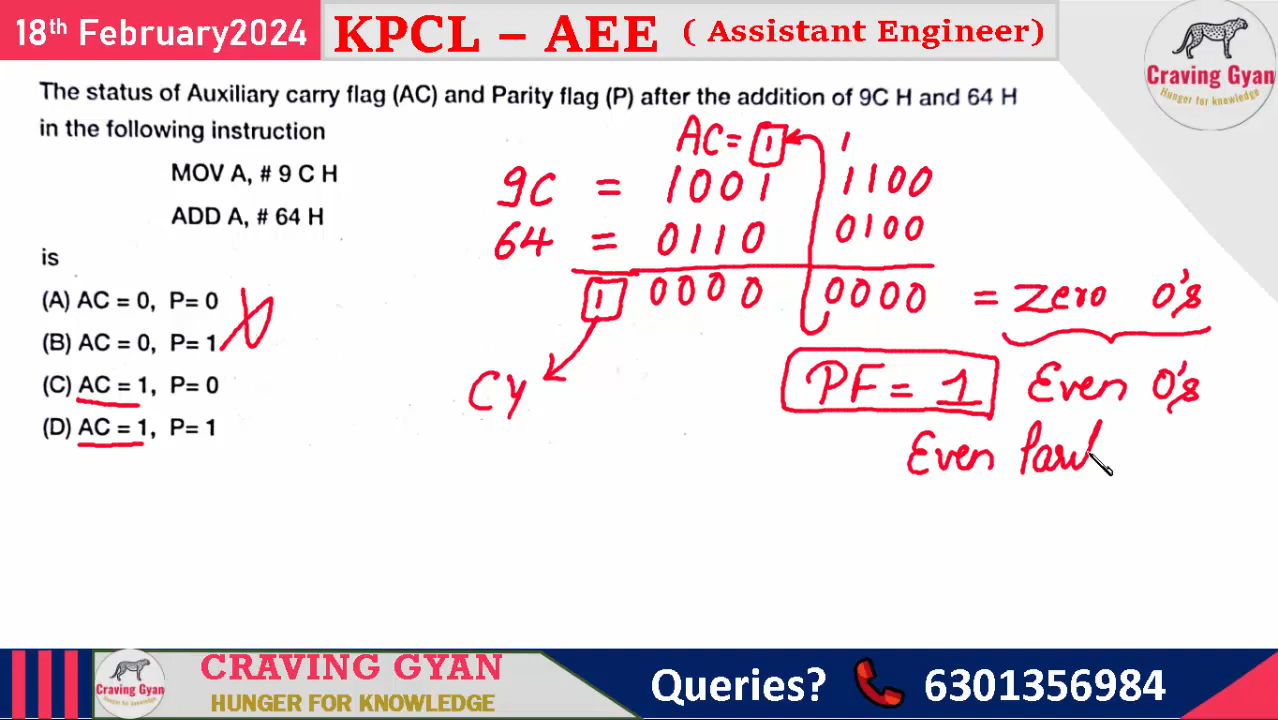 18th February2024
KPCL – AEE ( Assistant Engineer)
Craving Gyan
Hunger for knowledge
The status of Auxiliary carry flag (AC) and Parity flag (P) after the addition of 9C H and 64 H
in the following instruction
MOV A, # 9 C H
ADD A, # 64 H
is
(A) AC = 0, P= 0
(B) AC = 0, P= 1
(C) AC = 1, P= 0
(D) AC = 1, P= 1
AC= 1 1
9C = 1001 1100
64 = 0110 0100
1 0000 0000 = Zero 0's
CY
PF = 1 Even 0's
Even
Craving Gyan
HUNGER FOR KNOWLEDGE
CRAVING GYAN
HUNGER FOR KNOWLEDGE
Queries? 6301356984